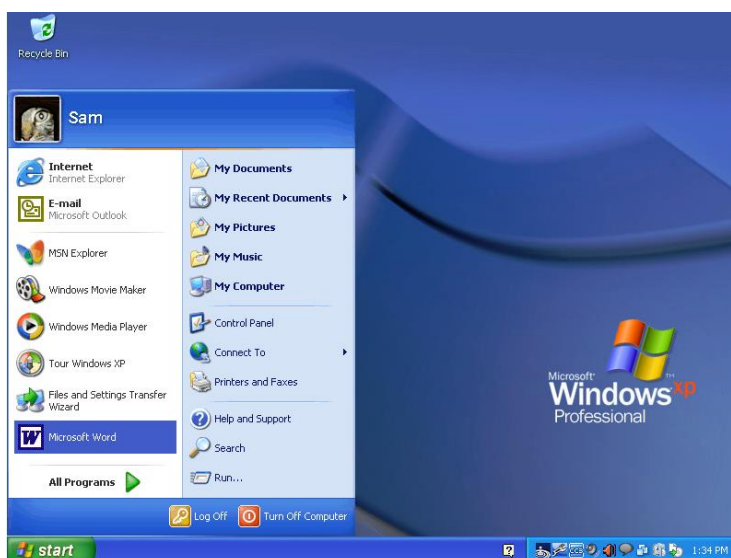 Recycle Bin
Sam
Internet
Internet Explorer
E-mail
Microsoft Outlook
MSN Explorer
Windows Movie Maker
Windows Media Player
Tour Windows XP
Files and Settings Transfer
Wizard
Microsoft Word
All Programs
My Documents
My Recent Documents
My Pictures
My Music
My Computer
Control Panel
Connect To
Printers and Faxes
Help and Support
Search
Run...
Log Off
Turn Off Computer
Microsoft
Windows xp
Professional
start
1:34 PM